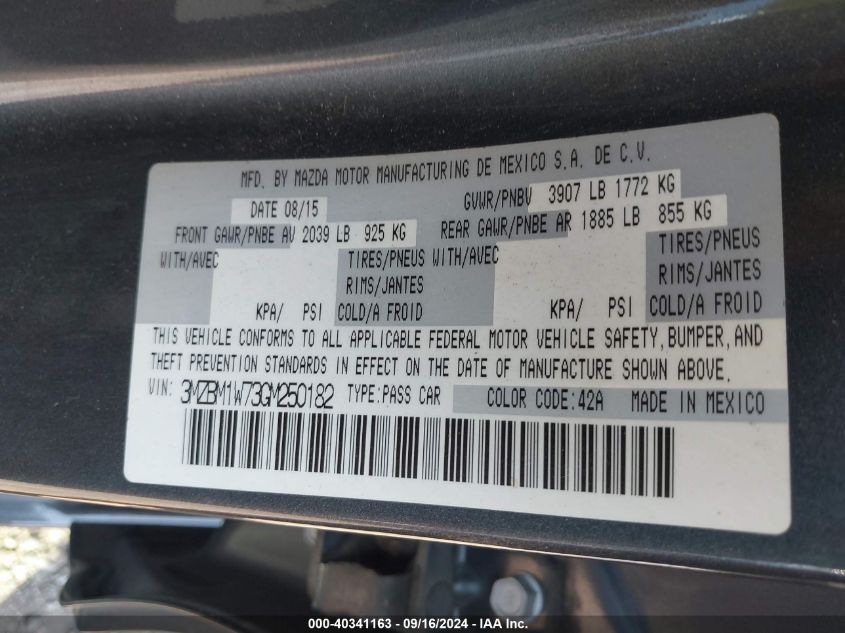 MFD. BY MAZDA MOTOR MANUFACTURING DE MEXICO S.A. DE C.V.
DATE 08/15 GVWR/PNBV 3907 LB 1772 KG
FRONT GAWR/PNBE AV 2039 LB 925 KG REAR GAWR/PNBE AR 1885 LB 855 KG
WITH/AVEC TIRES/PNEUS WITH/AVEC TIRES/PNEUS
RIMS/JANTES RIMS/JANTES
KPA/ PSI COLD/A FROID KPA/ PSI COLD/A FROID
THIS VEHICLE CONFORMS TO ALL APPLICABLE FEDERAL MOTOR VEHICLE SAFETY, BUMPER, AND
THEFT PREVENTION STANDARDS IN EFFECT ON THE DATE OF MANUFACTURE SHOWN ABOVE.
VIN: 3MZBM1W73GM250182 TYPE:PASS CAR COLOR CODE:42A MADE IN MEXICO
000-40341163 - 09/16/2024 - IAA Inc.